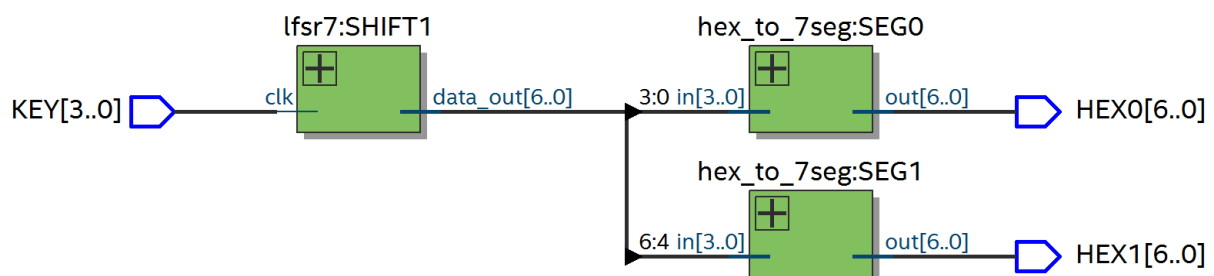 lfsr7:SHIFT1
hex_to_7seg:SEG0
KEY[3..0]
clk
data_out[6..0]
3:0 in[3..0]
out[6..0]
HEX0[6..0]
hex_to_7seg:SEG1
6:4 in[3..0]
out[6..0]
HEX1[6..0]